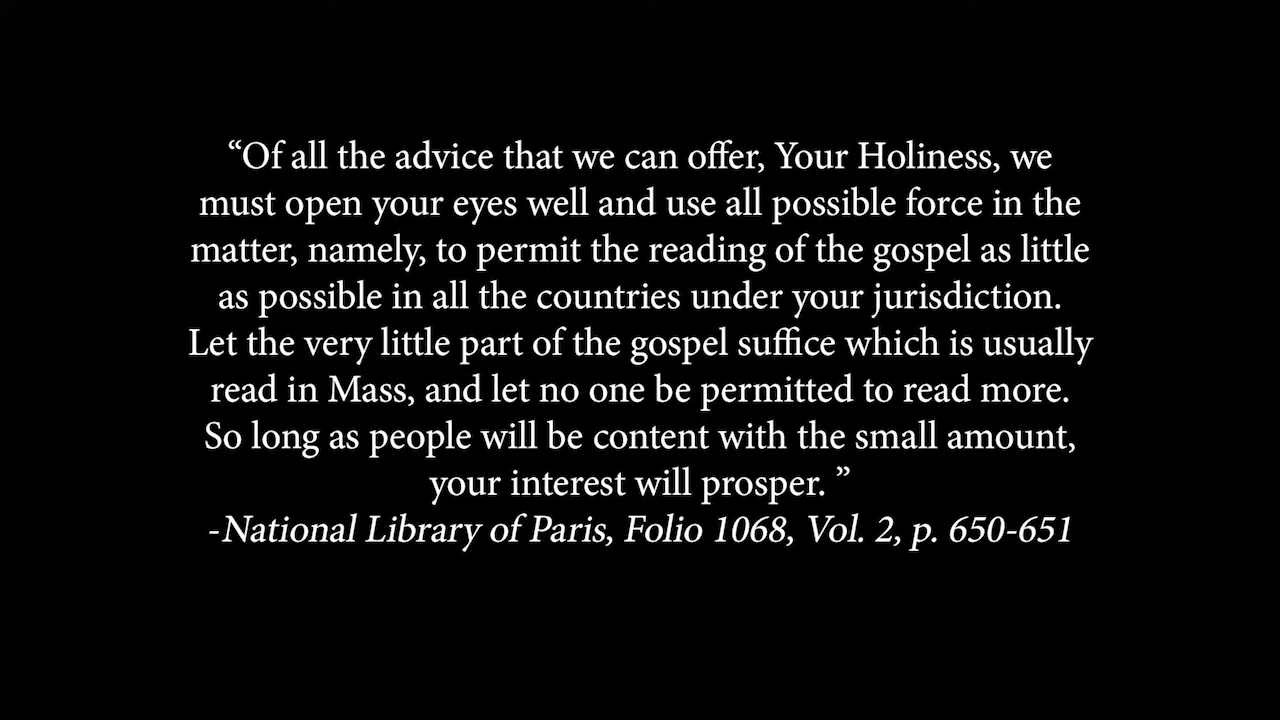 “Of all the advice that we can offer, Your Holiness, we
must open your eyes well and use all possible force in the
matter, namely, to permit the reading of the gospel as little
as possible in all the countries under your jurisdiction.
Let the very little part of the gospel suffice which is usually
read in Mass, and let no one be permitted to read more.
So long as people will be content with the small amount,
your interest will prosper. ”
-National Library of Paris, Folio 1068, Vol. 2, p. 650-651